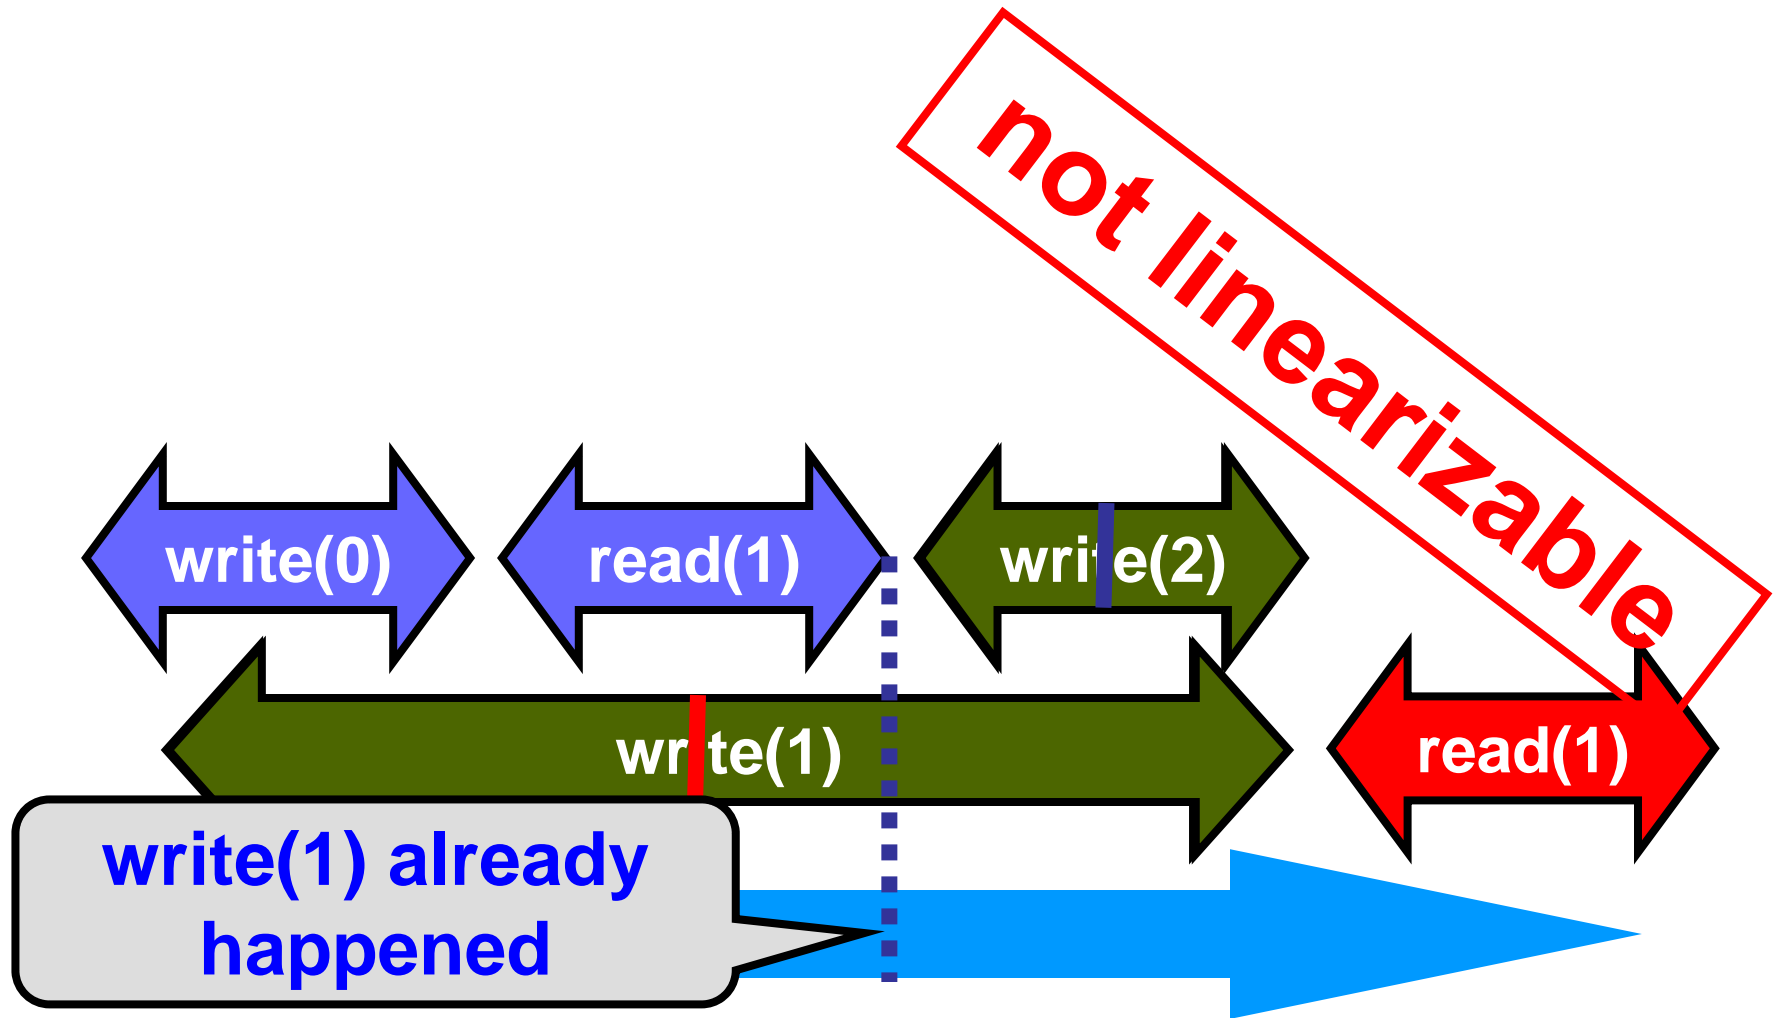 not linearizable
write(0)
read(1)
write(2)
write(1)
read(1)
write(1) already
happened